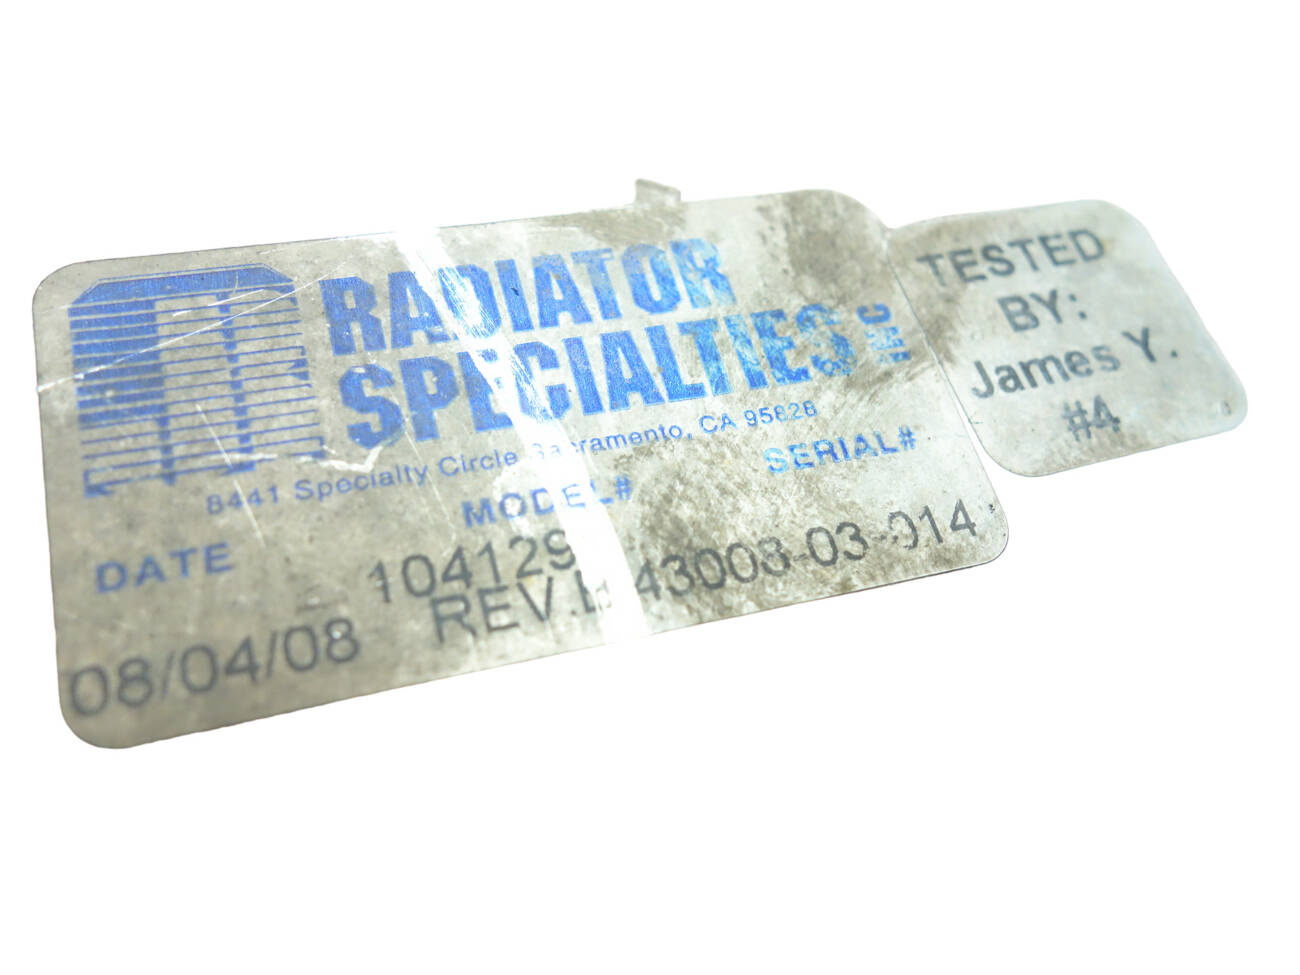 RADIATOR
SPECIALTIES INC
8441 Specialty Circle Sacramento, CA 95828
DATE MODEL# SERIAL#
08/04/08 104129 43008-03-014
REV.B
TESTED
BY:
James Y.
#4